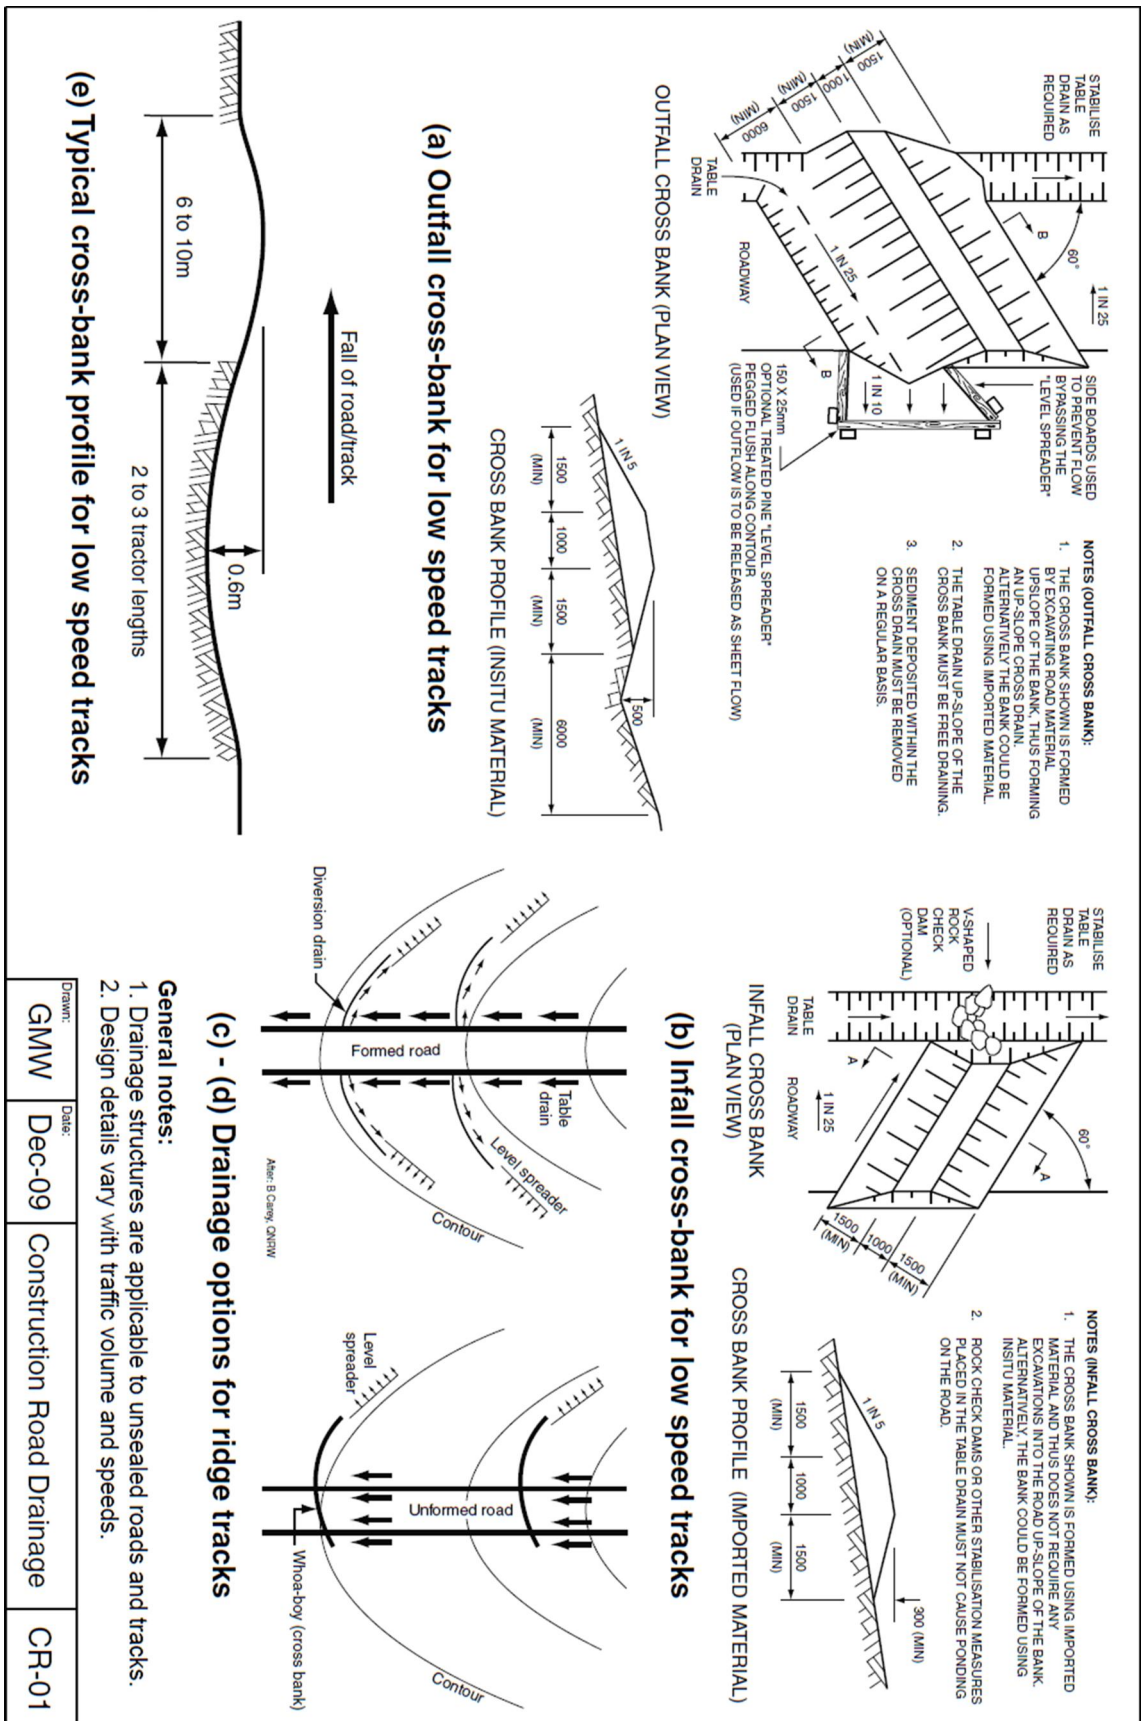 STABILISE
TABLE
DRAIN AS
REQUIRED
1500
(MIN)
1000
1500
(MIN)
6000
(MIN)
TABLE
DRAIN
ROADWAY
1 IN 25
B
60°
1 IN 25
B
1 IN 10
SIDE BOARDS USED
TO PREVENT FLOW
BYPASSING THE
"LEVEL SPREADER"
150 X 25mm
OPTIONAL TREATED PINE "LEVEL SPREADER"
PEGGED FLUSH ALONG CONTOUR
(USED IF OUTFLOW IS TO BE RELEASED AS SHEET FLOW)
OUTFALL CROSS BANK (PLAN VIEW)
NOTES (OUTFALL CROSS BANK):
1. THE CROSS BANK SHOWN IS FORMED
BY EXCAVATING ROAD MATERIAL
UPSLOPE OF THE BANK, THUS FORMING
AN UP-SLOPE CROSS DRAIN.
ALTERNATIVELY THE BANK COULD BE
FORMED USING IMPORTED MATERIAL.
2. THE TABLE DRAIN UP-SLOPE OF THE
CROSS BANK MUST BE FREE DRAINING.
3. SEDIMENT DEPOSITED WITHIN THE
CROSS DRAIN MUST BE REMOVED
ON A REGULAR BASIS.
1 IN 5
1500
(MIN)
1000
1500
(MIN)
6000
(MIN)
500
CROSS BANK PROFILE (INSITU MATERIAL)
(a) Outfall cross-bank for low speed tracks
STABILISE
TABLE
DRAIN AS
REQUIRED
V-SHAPED
ROCK
CHECK
DAM
(OPTIONAL)
TABLE
DRAIN
ROADWAY
1 IN 25
A
A
60°
1500
(MIN)
1000
1500
(MIN)
INFALL CROSS BANK
(PLAN VIEW)
NOTES (INFALL CROSS BANK):
1. THE CROSS BANK SHOWN IS FORMED USING IMPORTED
MATERIAL AND THUS DOES NOT REQUIRE ANY
EXCAVATIONS INTO THE ROAD UP-SLOPE OF THE BANK.
ALTERNATIVELY, THE BANK COULD BE FORMED USING
INSITU MATERIAL.
2. ROCK CHECK DAMS OR OTHER STABILISATION MEASURES
PLACED IN THE TABLE DRAIN MUST NOT CAUSE PONDING
ON THE ROAD.
1 IN 5
1500
(MIN)
1000
1500
(MIN)
300 (MIN)
CROSS BANK PROFILE (IMPORTED MATERIAL)
(b) Infall cross-bank for low speed tracks
Fall of road/track
6 to 10m
0.6m
2 to 3 tractor lengths
(e) Typical cross-bank profile for low speed tracks
Diversion drain
Formed road
Table
drain
Level spreader
Contour
After: B Carey, QNRW
Level
spreader
Unformed road
Whoa-boy (cross bank)
Contour
(c) - (d) Drainage options for ridge tracks
General notes:
1. Drainage structures are applicable to unsealed roads and tracks.
2. Design details vary with traffic volume and speeds.
Drawn:
GMW
Date:
Dec-09
Construction Road Drainage
CR-01